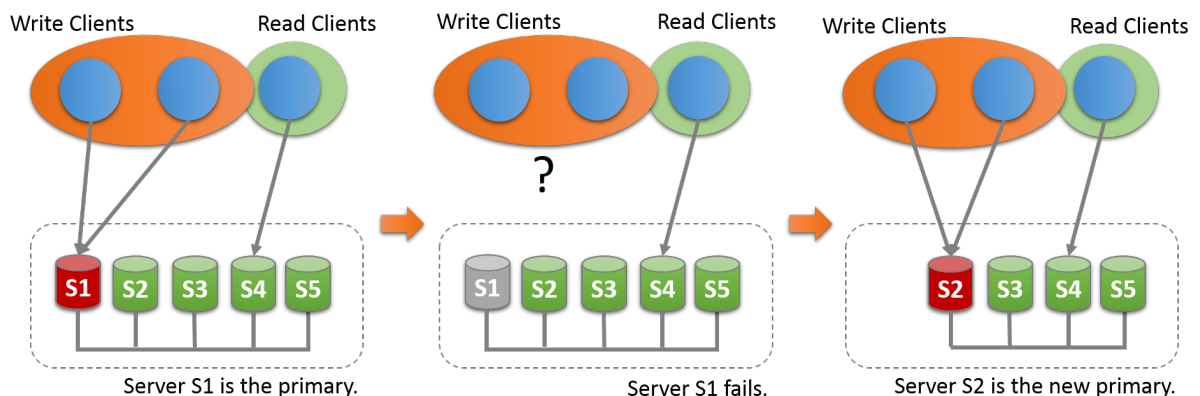 Write Clients
Read Clients
S1 S2 S3 S4 S5
Server S1 is the primary.
Write Clients
Read Clients
?
S1 S2 S3 S4 S5
Server S1 fails.
Write Clients
Read Clients
S2 S3 S4 S5
Server S2 is the new primary.